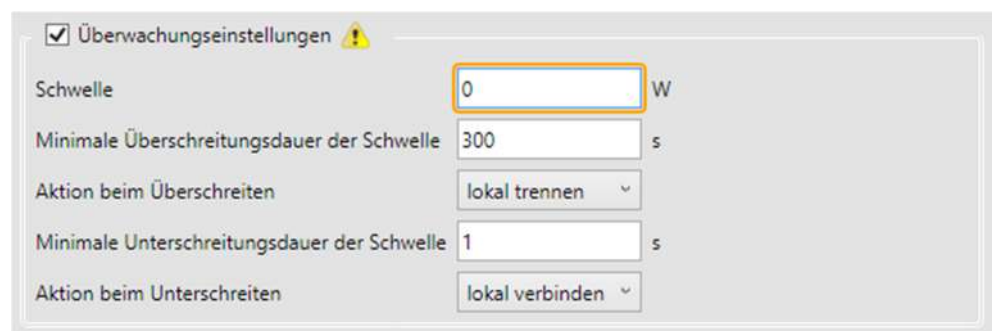 Überwachungseinstellungen
Schwelle 0 W
Minimale Überschreitungsdauer der Schwelle 300 s
Aktion beim Überschreiten lokal trennen
Minimale Unterschreitungsdauer der Schwelle 1 s
Aktion beim Unterschreiten lokal verbinden